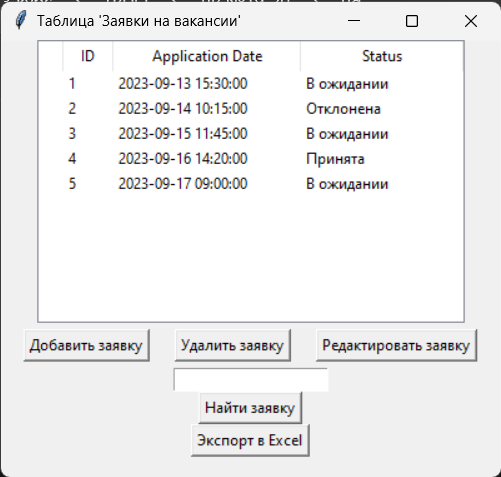 Таблица 'Заявки на вакансии'
ID Application Date Status
1 2023-09-13 15:30:00 В ожидании
2 2023-09-14 10:15:00 Отклонена
3 2023-09-15 11:45:00 В ожидании
4 2023-09-16 14:20:00 Принята
5 2023-09-17 09:00:00 В ожидании
Добавить заявку Удалить заявку Редактировать заявку
Найти заявку
Экспорт в Excel